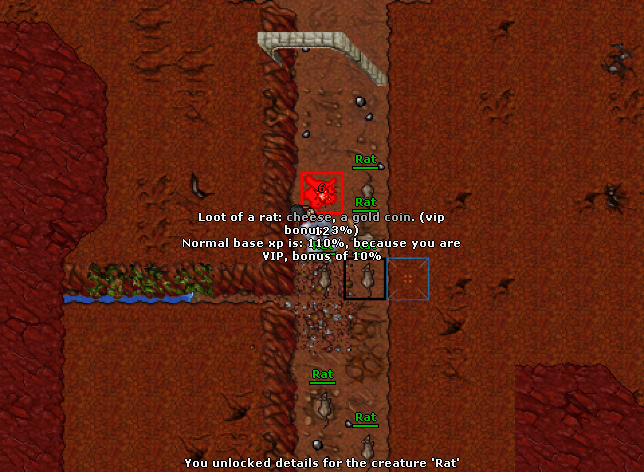 Rat
Rat
Loot of a rat: cheese, a gold coin. (vip
bonu 23%)
Normal base xp is: 110%, because you are
VIP, bonus of 10%
Rat
Rat
You unlocked details for the creature 'Rat'